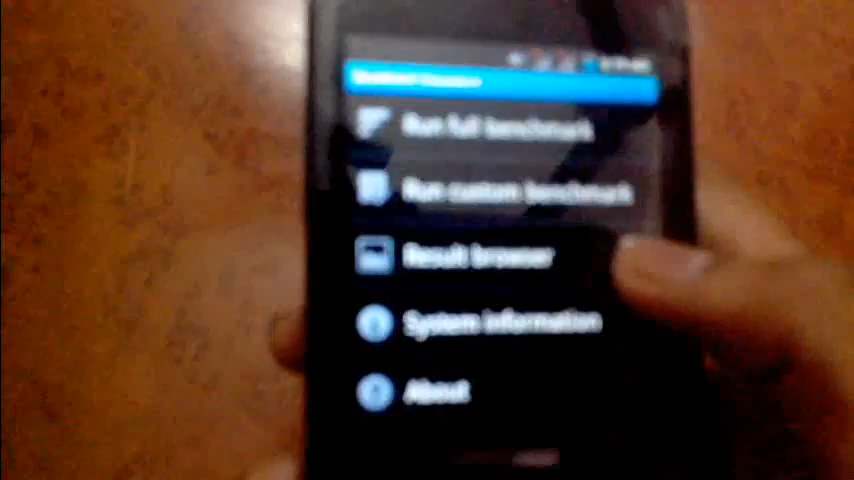 Run full benchmark
Run custom benchmark
Result browser
System information
About